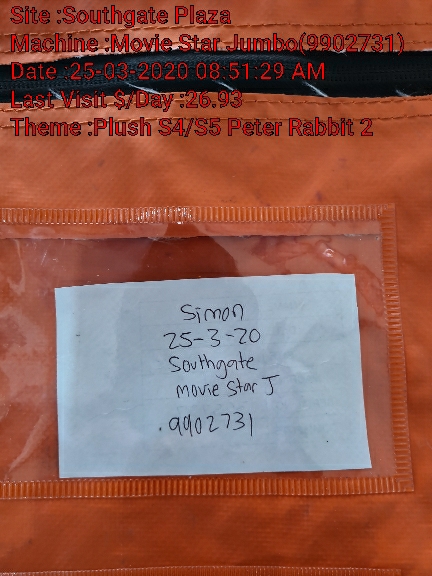 Site :Southgate Plaza
Machine :Movie Star Jumbo(9902731)
Date :25-03-2020 08:51:29 AM
Last Visit $/Day :26.93
Theme :Plush S4/S5 Peter Rabbit 2
Simon
25-3-20
Southgate
Movie Star J
.9902731